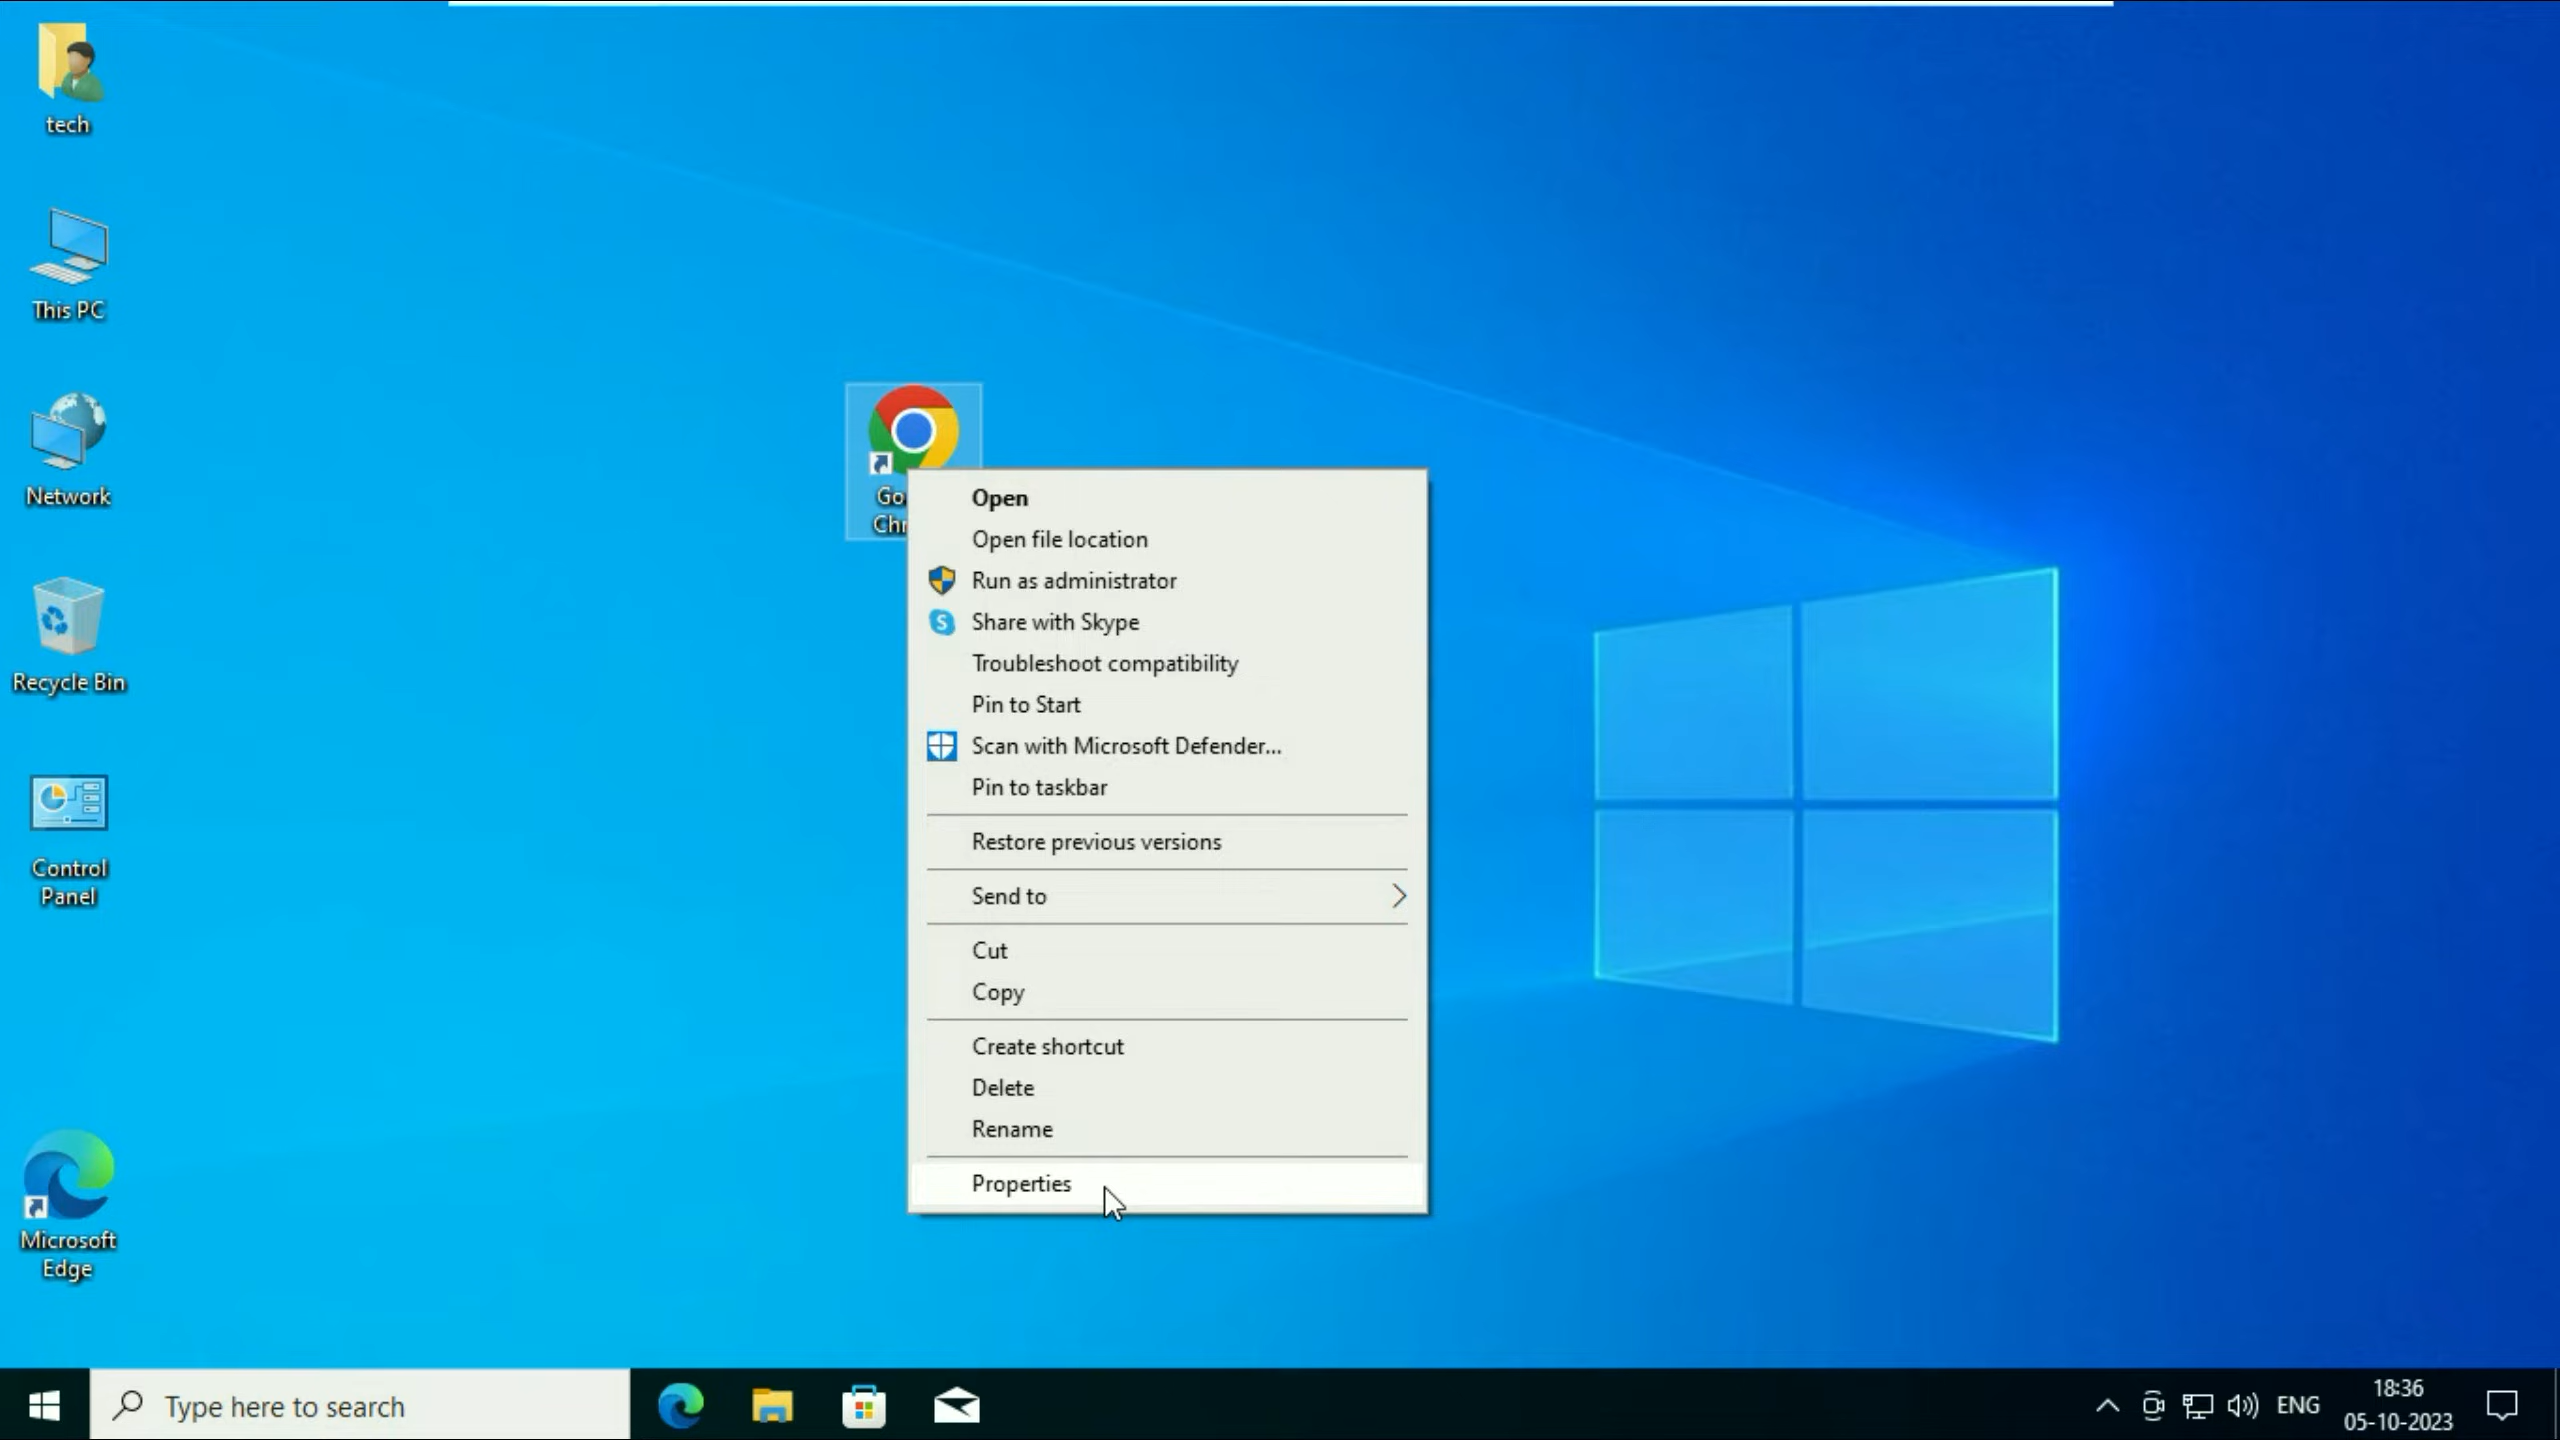 tech
This PC
Network
Recycle Bin
Control
Panel
Microsoft
Edge
Open
Open file location
Run as administrator
Share with Skype
Troubleshoot compatibility
Pin to Start
Scan with Microsoft Defender...
Pin to taskbar
Restore previous versions
Send to
Cut
Copy
Create shortcut
Delete
Rename
Properties
Type here to search
ENG
18:36
05-10-2023